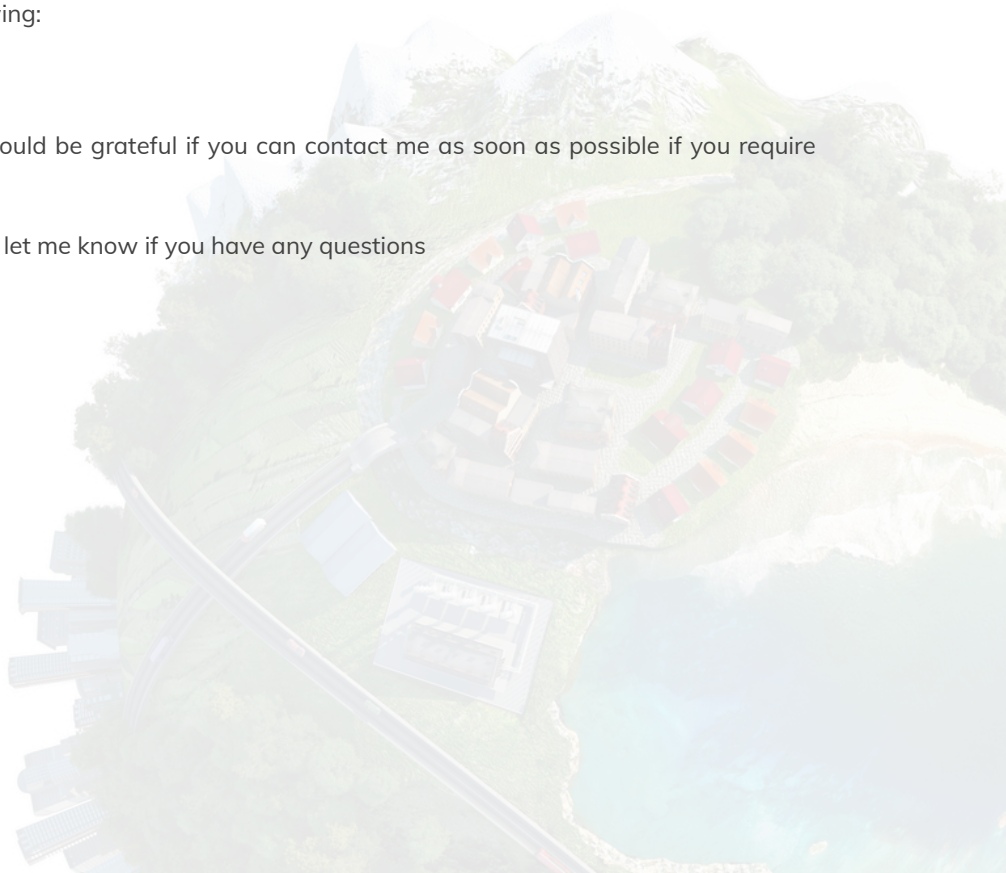 ing:
ould be grateful if you can contact me as soon as possible if you require
let me know if you have any questions